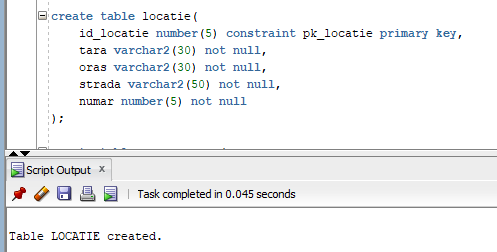 create table locatie(
id_locatie number(5) constraint pk_locatie primary key,
tara varchar2(30) not null,
oras varchar2(30) not null,
strada varchar2(50) not null,
numar number(5) not null
);
Script Output x
Task completed in 0.045 seconds
Table LOCATIE created.